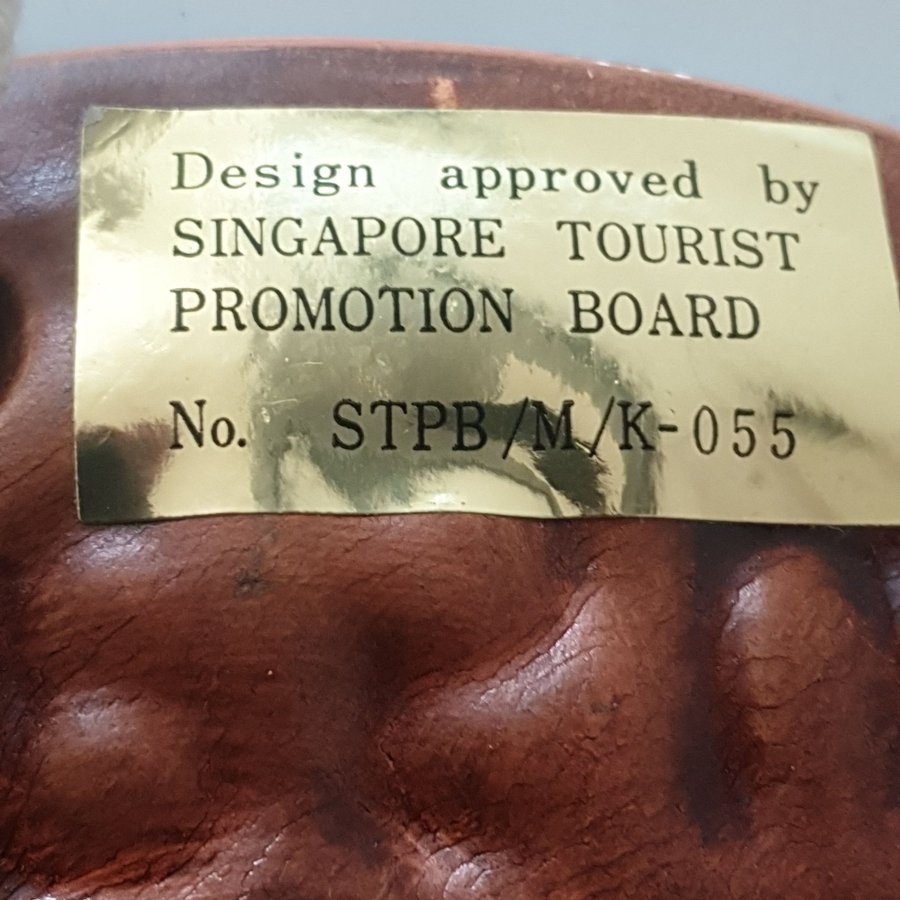 Design approved by
SINGAPORE TOURIST
PROMOTION BOARD
No. STPB/M/K-055